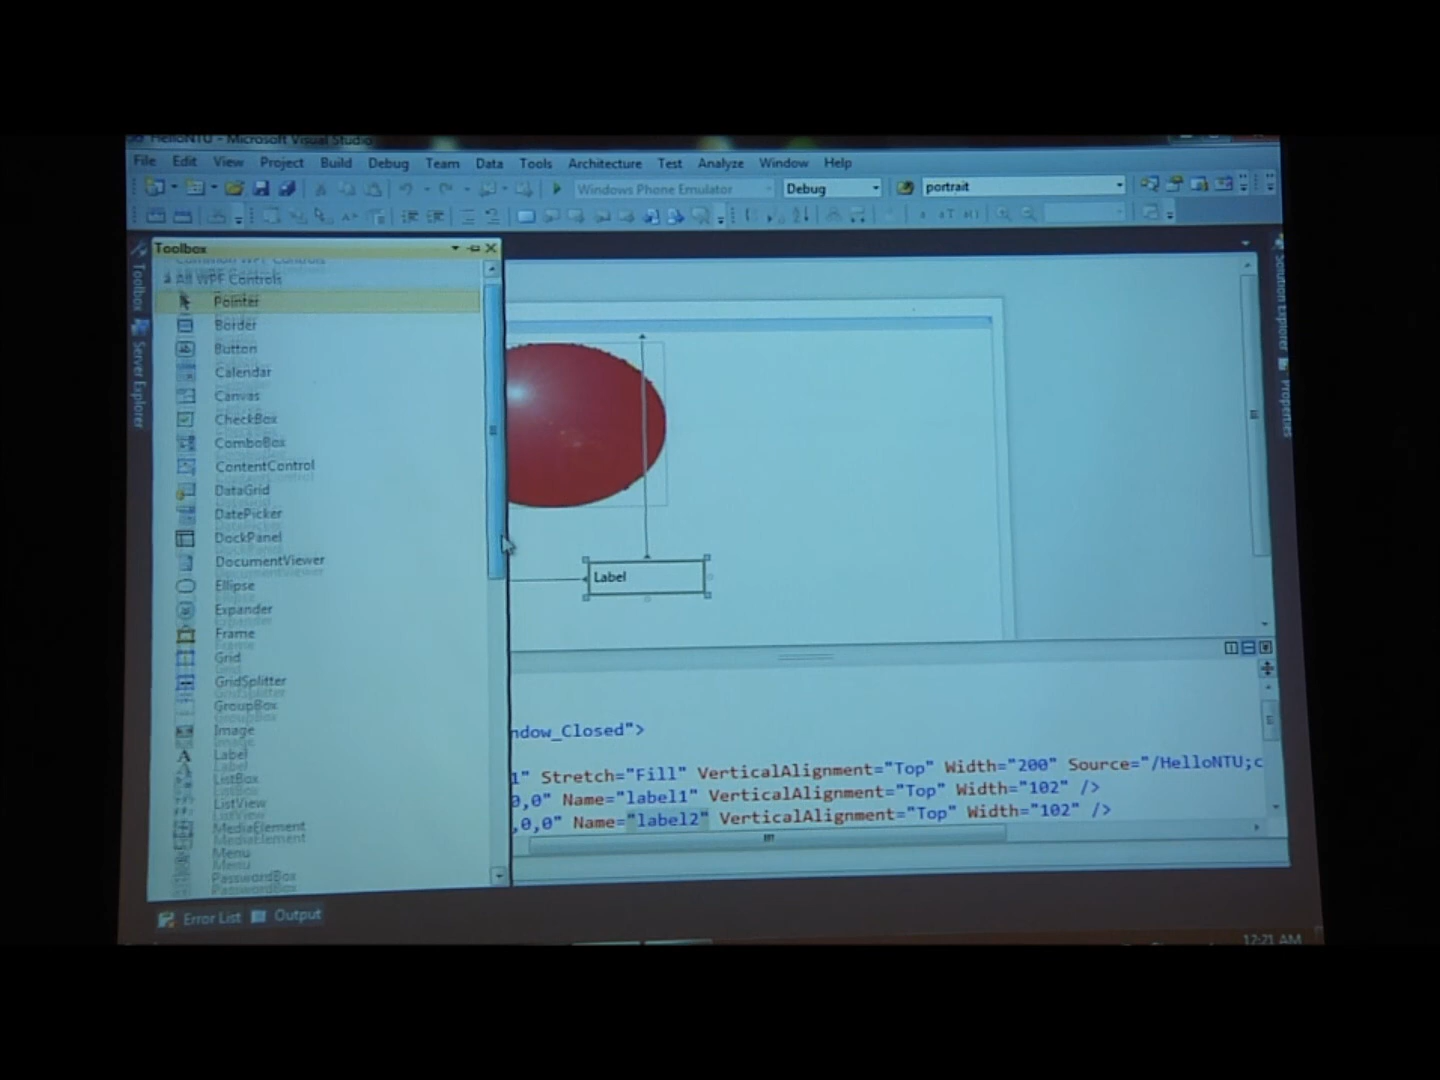 HelloNTU - Microsoft Visual Studio
File Edit View Project Build Debug Team Data Tools Architecture Test Analyze Window Help
Windows Phone Emulator Debug portrait
Toolbox
Toolbox
Server Explorer
Solution Explorer
Properties
Common WPF Controls
All WPF Controls
Pointer
Border
Button
Calendar
Canvas
CheckBox
ComboBox
ContentControl
DataGrid
DatePicker
DockPanel
DocumentViewer
Ellipse
Expander
Frame
Grid
GridSplitter
GroupBox
Image
Label
ListBox
ListView
MediaElement
Menu
PasswordBox
Label
ndow_Closed">
1" Stretch="Fill" VerticalAlignment="Top" Width="200" Source="/HelloNTU;c
0,0" Name="label1" VerticalAlignment="Top" Width="102" />
,0,0" Name="label2" VerticalAlignment="Top" Width="102" />
Error List Output
12:21 AM